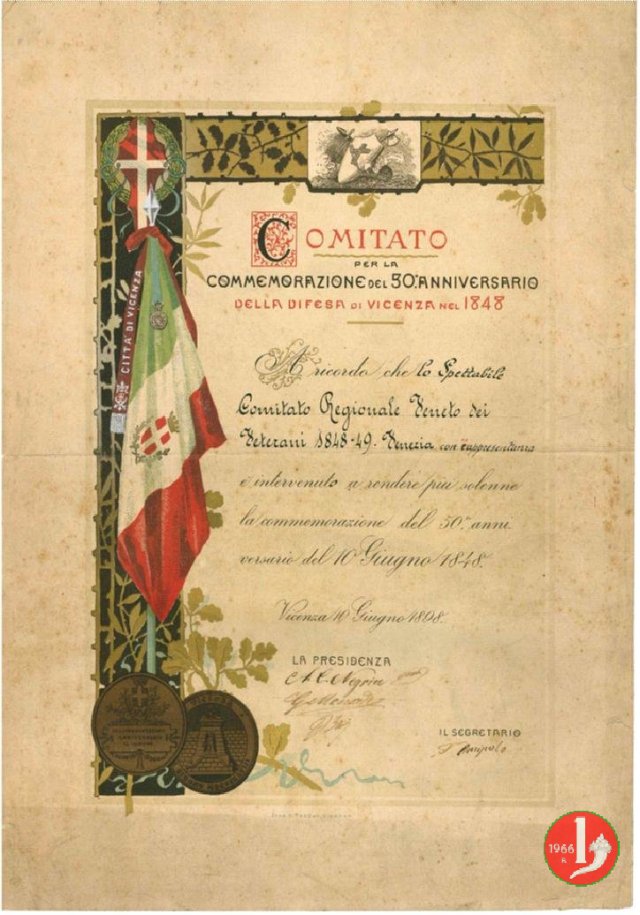 CITTÀ DI VICENZA
COMITATO
PER LA
COMMEMORAZIONE DEL 50.° ANNIVERSARIO
DELLA DIFESA DI VICENZA NEL 1848
A ricordo che lo Spettabile
Comitato Regionale Veneto dei
Veterani 1848-49. Venezia con rappresentanza
è intervenuto a rendere più solenne
la commemorazione del 50.° anni
versario del 10 Giugno 1848.
Vicenza 10 Giugno 1898.
LA PRESIDENZA
IL SEGRETARIO
1966